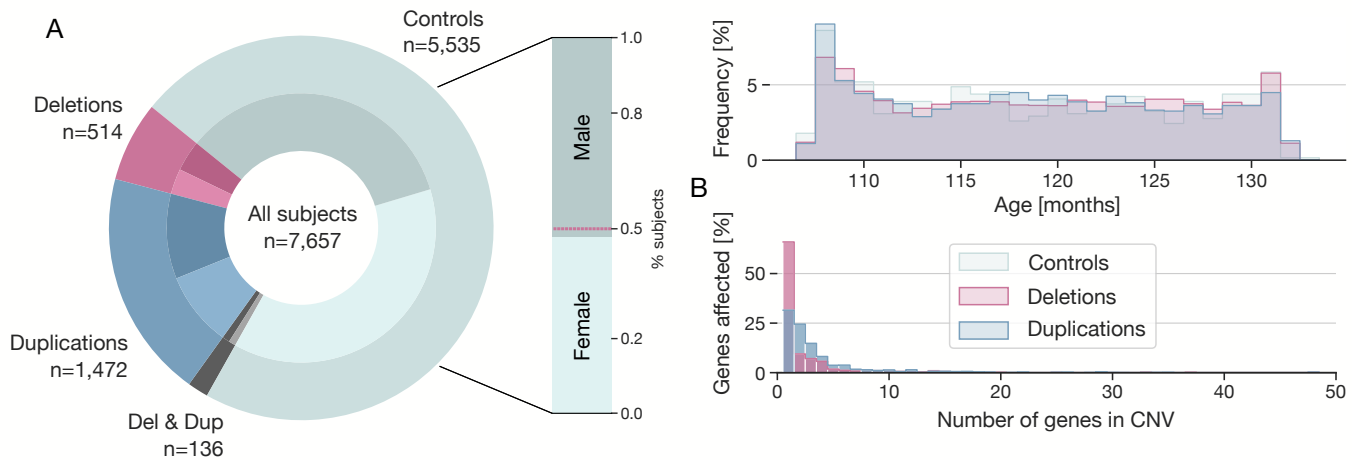 A
Controls
n=5,535
Deletions
n=514
All subjects
n=7,657
Duplications
n=1,472
Del & Dup
n=136
Male
Female
1.0
0.8
0.5
0.2
0.0
% subjects
Frequency [%]
5
0
110
115
120
125
130
Age [months]
B
Genes affected [%]
50
25
0
Controls
Deletions
Duplications
0
10
20
30
40
50
Number of genes in CNV